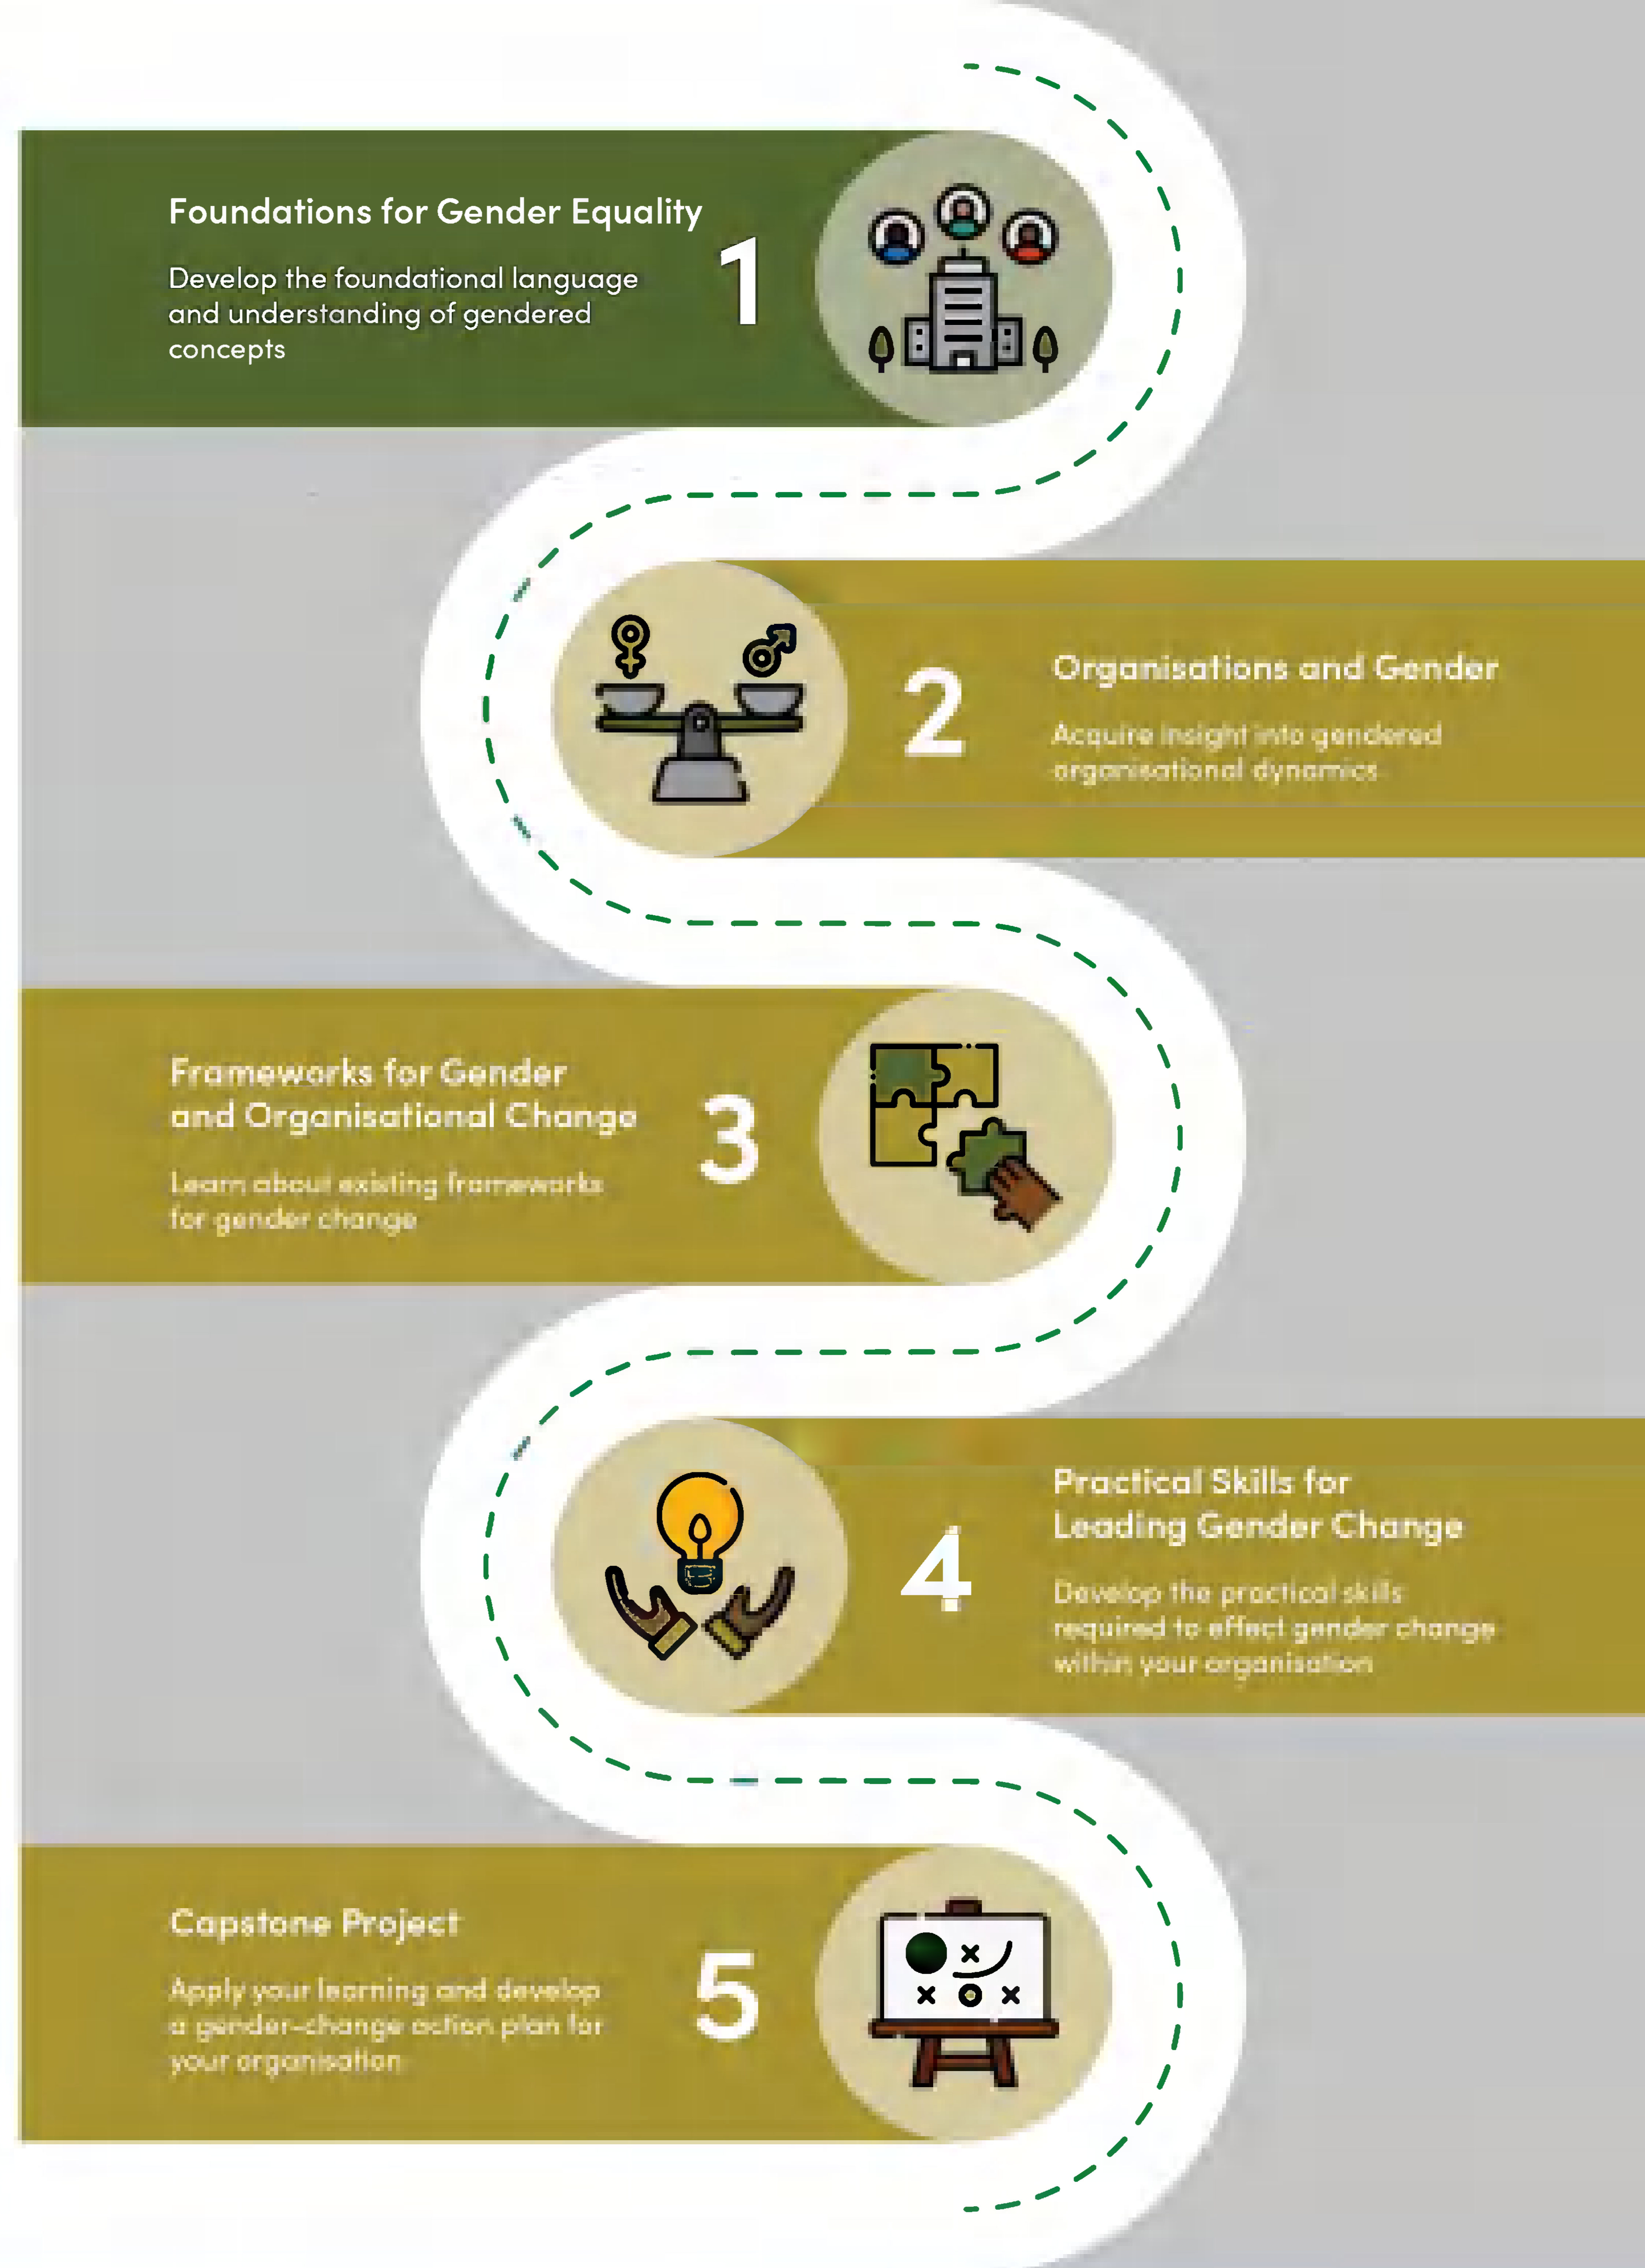 Foundations for Gender Equality
1
Develop the foundational language
and understanding of gendered
concepts
2
Organisations and Gender
Acquire insight into gendered
organisational dynamics
Frameworks for Gender
and Organisational Change
3
Learn about existing frameworks
for gender change
4
Practical Skills for
Leading Gender Change
Develop the practical skills
required to effect gender change
within your organisation
Capstone Project
5
Apply your learning and develop
a gender-change action plan for
your organisation